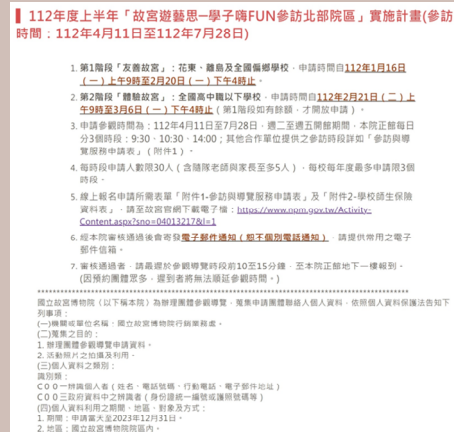 112年度上半年「故宮遊藝思─學子嗨FUN參訪北部院區」實施計畫(參訪
時間：112年4月11日至112年7月28日)
1. 第1階段「友善故宮」：花東、離島及全國偏鄉學校，申請時間自112年1月16日
（一）上午9時至2月20日（一）下午4時止。
2. 第2階段「體驗故宮」：全國高中職以下學校，申請時間自112年2月21日（二）上
午9時至3月6日（一）下午4時止（第1階段如有餘額，才開放申請）。
3. 申請參觀時間為：112年4月11日至7月28日，週二至週五開館期間，本院正館每日
分3個時段：9:30、10:30、14:00；其他合作單位提供之參訪時段詳如「參訪與導
覽服務申請表」（附件1）。
4. 每時段申請人數限30人（含隨隊老師與家長至多5人），每校每年度最多申請3個
時段。
5. 線上報名申請所需表單「附件1-參訪與導覽服務申請表」及「附件2-學校師生保險
資料表」，請至故宮官網下載電子檔：https://www.npm.gov.tw/Activity-
Content.aspx?sno=04013217&l=1
6. 經本院審核通過後會寄發電子郵件通知（恕不個別電話通知），請提供常用之電子
郵件信箱。
7. 審核通過者，請最遲於參觀導覽時段前10至15分鐘，至本院正館地下一樓報到。
(因預約團體眾多，遲到者將無法順延參觀時間。)
************************************************************************************
國立故宮博物院（以下稱本院）為辦理團體參觀導覽，蒐集申請團體聯絡人個人資料，依照個人資料保護法告知下
列事項：
(一)機關或單位名稱：國立故宮博物院行銷業務處。
(二)蒐集之目的：
1. 辦理團體參觀導覽申請資料。
2. 活動照片之拍攝及利用。
(三)個人資料之類別：
識別類：
C００一辨識個人者（姓名、電話號碼、行動電話、電子郵件地址）
C００三政府資料中之辨識者（身份證統一編號或護照號碼等）
(四)個人資料利用之期間、地區、對象及方式：
1. 期間：申請當天至2023年12月31日。
2. 地區：國立故宮博物院院區內。